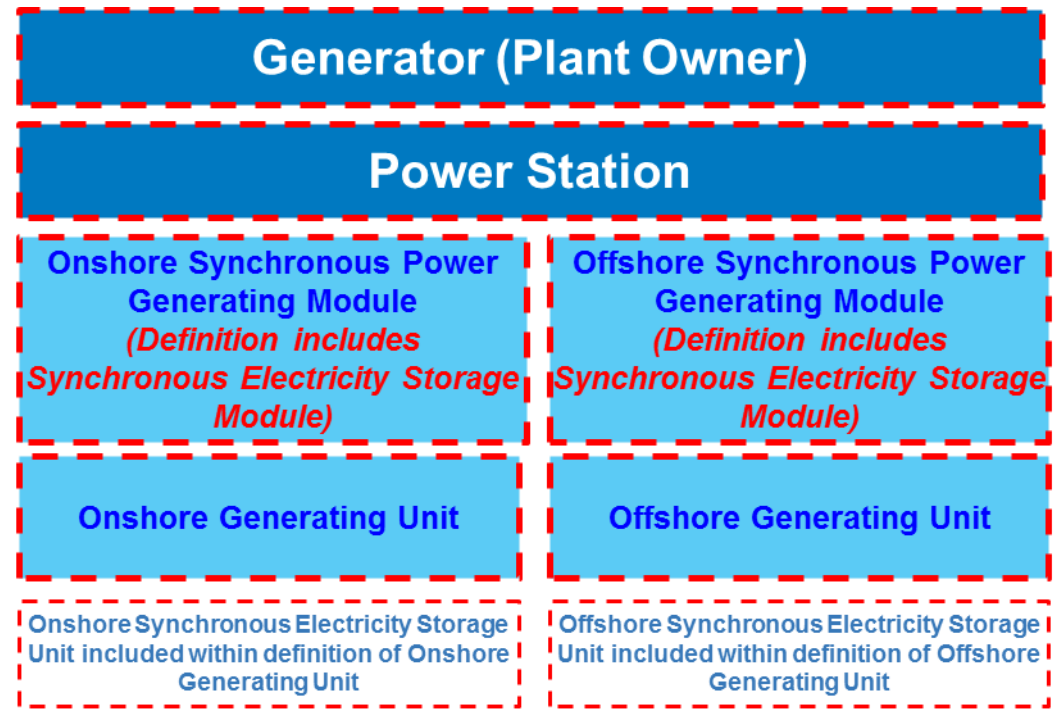 Generator (Plant Owner)
Power Station
Onshore Synchronous Power
Generating Module
(Definition includes
Synchronous Electricity Storage
Module)
Offshore Synchronous Power
Generating Module
(Definition includes
Synchronous Electricity Storage
Module)
Onshore Generating Unit
Offshore Generating Unit
Onshore Synchronous Electricity Storage
Unit included within definition of Onshore
Generating Unit
Offshore Synchronous Electricity Storage
Unit included within definition of Offshore
Generating Unit